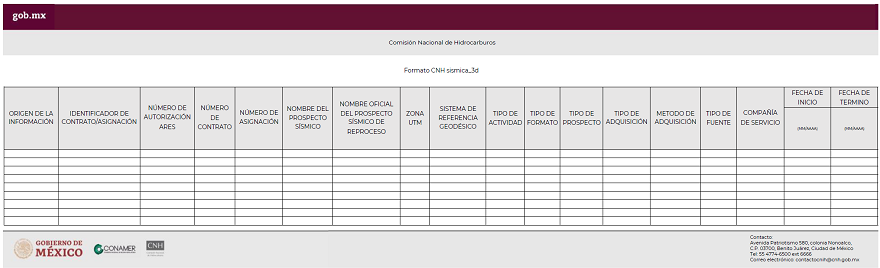 gob.mx
Comisión Nacional de Hidrocarburos
Formato CNH sismica_3d
ORIGEN DE LA
INFORMACIÓN
IDENTIFICADOR DE
CONTRATO/ASIGNACIÓN
NÚMERO DE
AUTORIZACIÓN
ARES
NÚMERO
DE
CONTRATO
NÚMERO DE
ASIGNACIÓN
NOMBRE DEL
PROSPECTO
SÍSMICO
NOMBRE OFICIAL
DEL PROSPECTO
SÍSMICO DE
REPROCESO
ZONA
UTM
SISTEMA DE
REFERENCIA
GEODÉSICO
TIPO DE
ACTIVIDAD
TIPO DE
FORMATO
TIPO DE
PROSPECTO
TIPO DE
ADQUISICIÓN
METODO DE
ADQUISICIÓN
TIPO DE
FUENTE
COMPAÑÍA
DE SERVICIO
FECHA DE
INICIO
(MM/AAAA)
FECHA DE
TERMINO
(MM/AAAA)
GOBIERNO DE
MÉXICO
CONAMER
CNH
Contacto:
Avenida Patriotismo 580, colonia Nonoalco,
C.P. 03700, Benito Juárez, Ciudad de México
Tel: 55 4774-6500 ext 6666
Correo electrónico: contactocnih@cnh.gob.mx